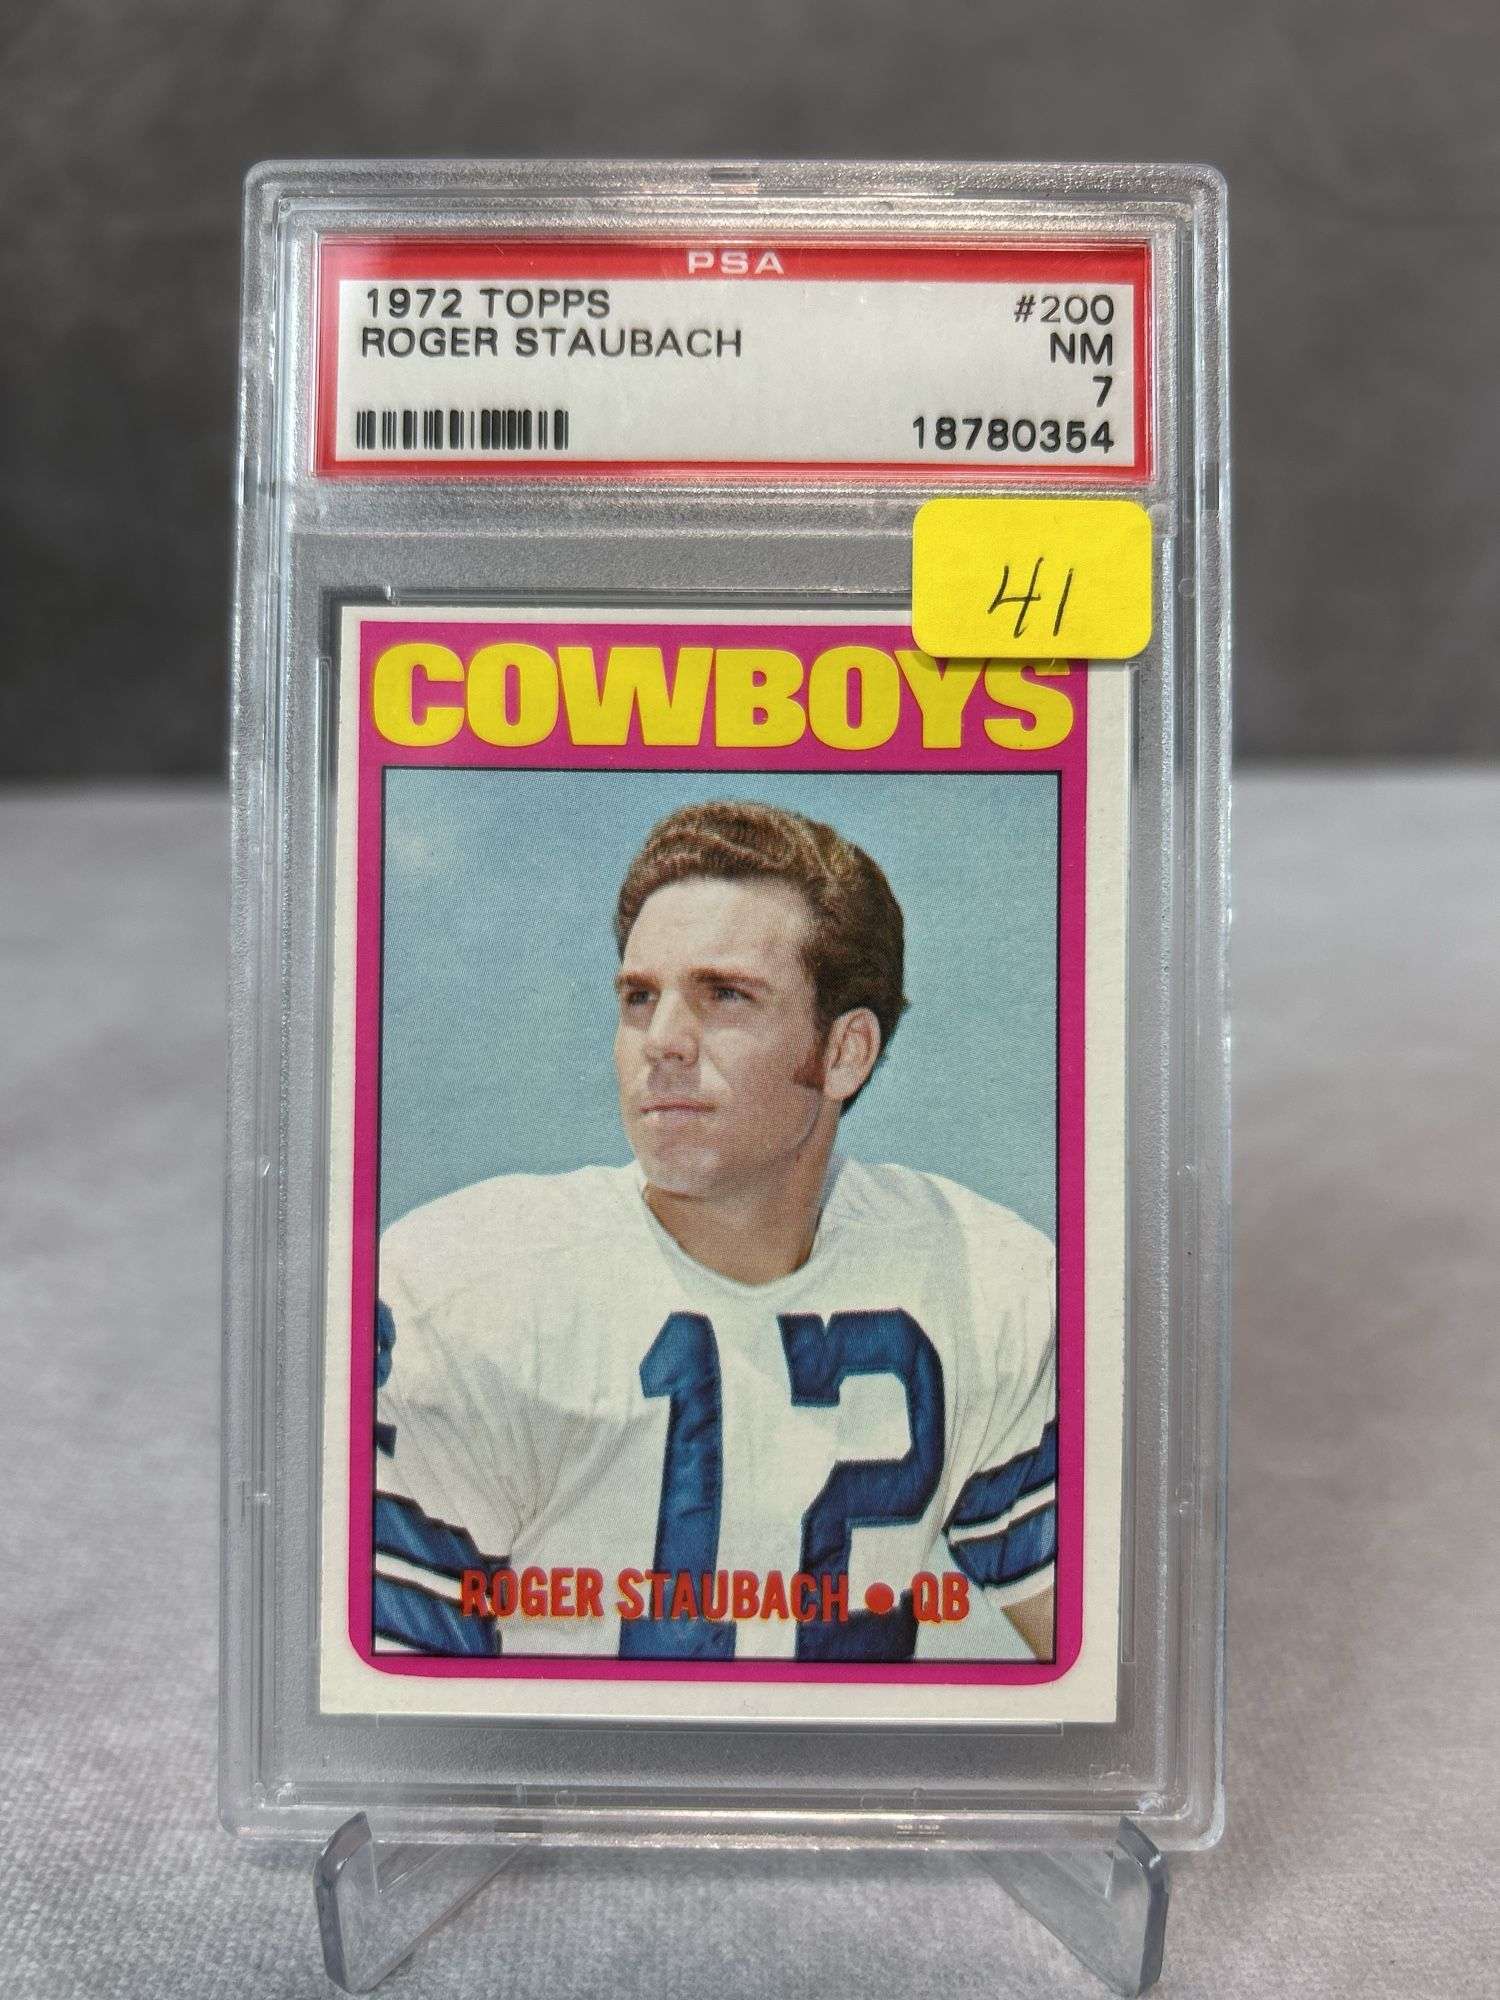 PSA
1972 TOPPS #200
ROGER STAUBACH NM
7
18780354
41
COWBOYS
12
ROGER STAUBACH • QB